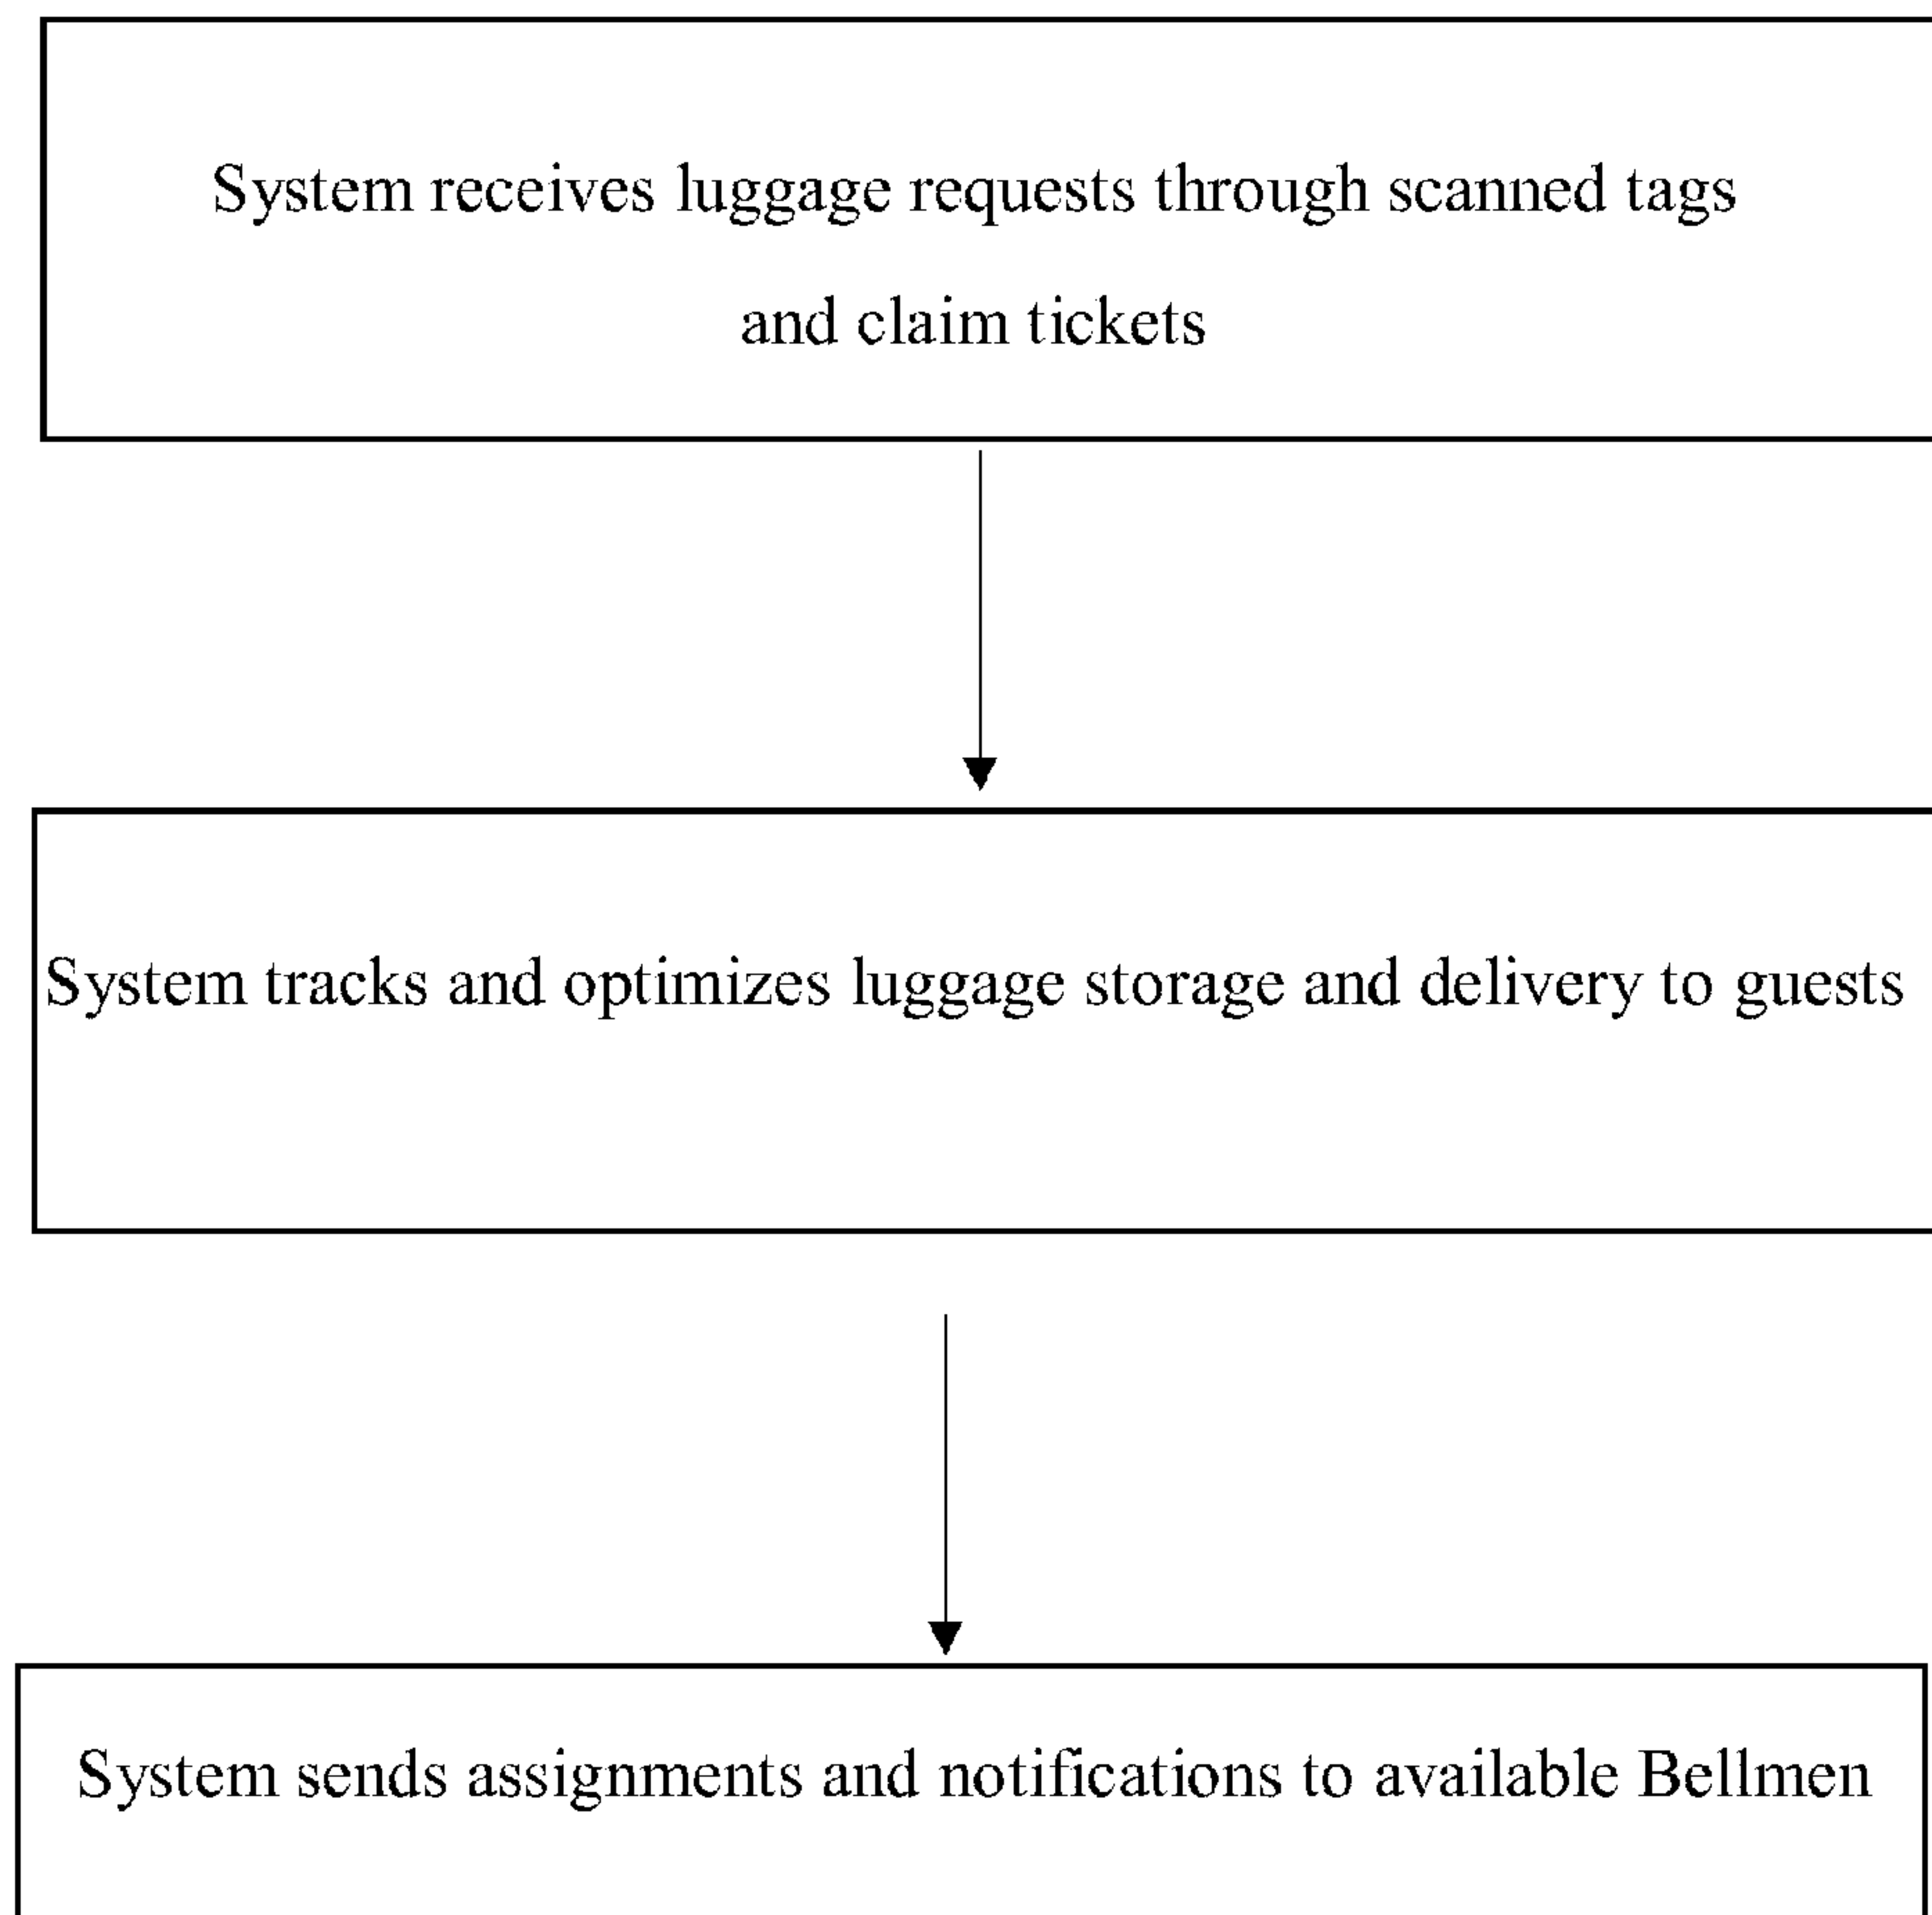 System receives luggage requests through scanned tags
and claim tickets
System tracks and optimizes luggage storage and delivery to guests
System sends assignments and notifications to available Bellmen